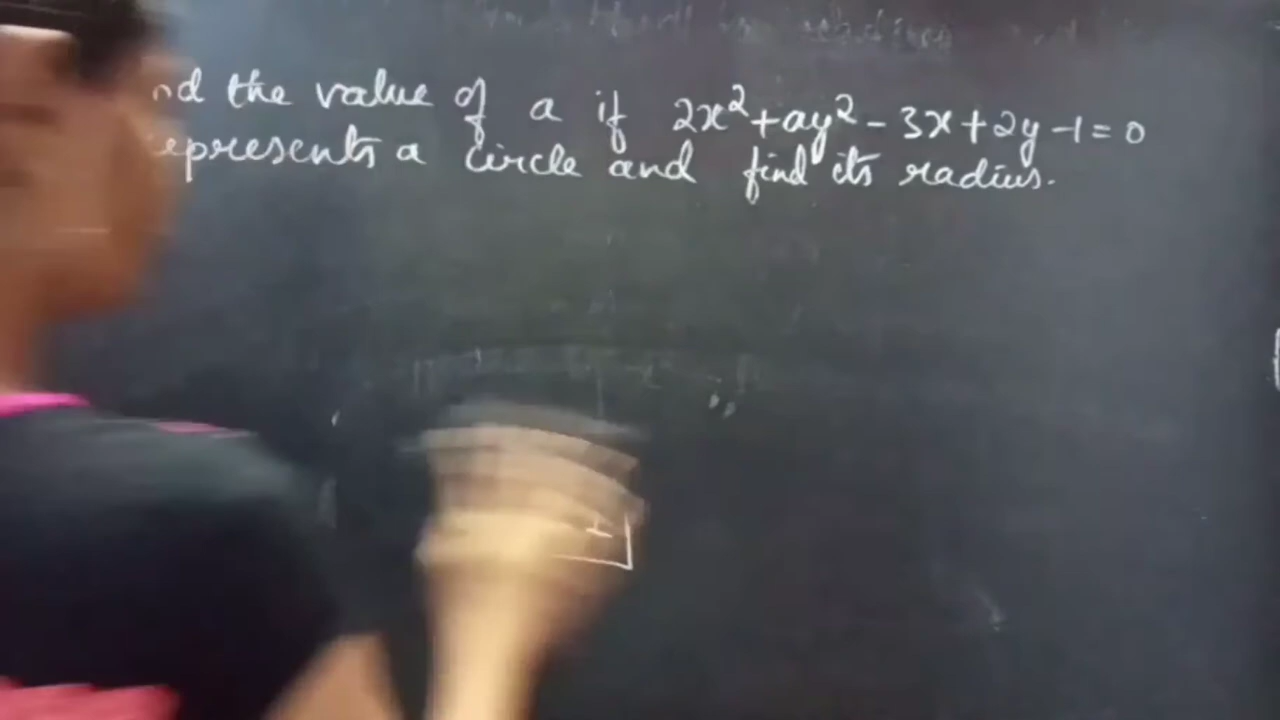 nd the value of a if 2x²+ay²-3x+2y-1=0
epresents a circle and find its radius.